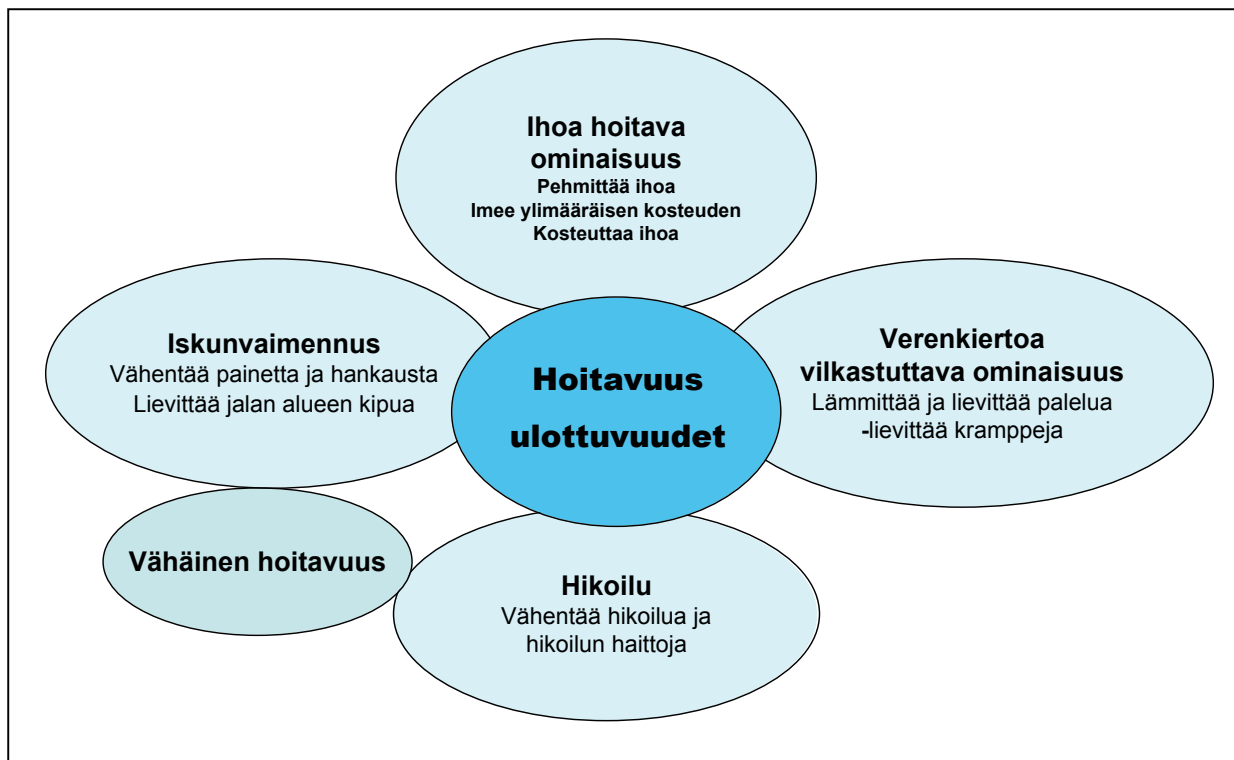 Ihoa hoitava
ominaisuus
Pehmittää ihoa
Imee ylimääräisen kosteuden
Kosteuttaa ihoa
Iskunvaimennus
Vähentää painetta ja hankausta
Lievittää jalan alueen kipua
Hoitavuus
ulottuvuudet
Verenkiertoa
vilkastuttava ominaisuus
Lämmittää ja lievittää palelua
-lievittää kramppeja
Vähäinen hoitavuus
Hikoilu
Vähentää hikoilua ja
hikoilun haittoja